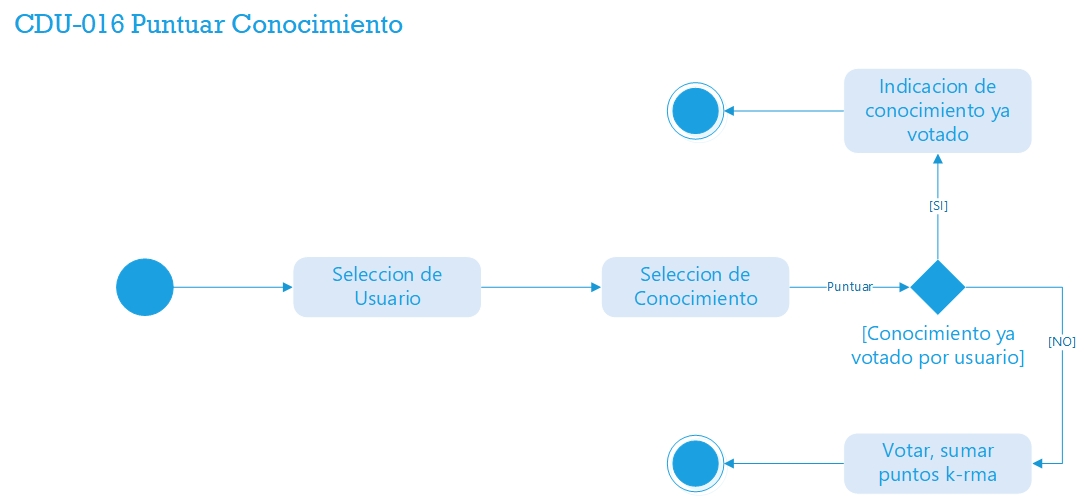 CDU-016 Puntuar Conocimiento
Indicacion de
conocimiento ya
votado
[SI]
Seleccion de
Usuario
Seleccion de
Conocimiento
Puntuar
[Conocimiento ya
votado por usuario]
[NO]
Votar, sumar
puntos k-rma